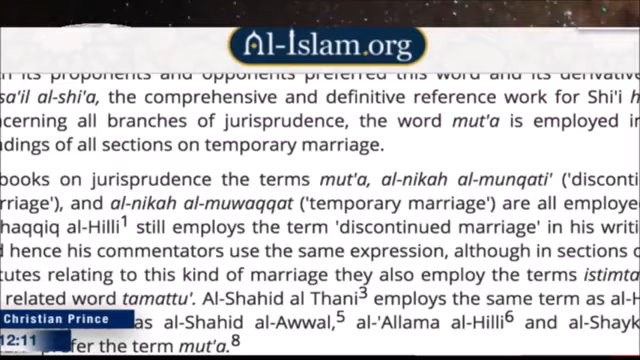 Al-Islam.org
its proponents and opponents preferred this word and its derivative
sa'il al-shi'a, the comprehensive and definitive reference work for Shi'i
concerning all branches of jurisprudence, the word mut'a is employed in
of all sections on temporary marriage.
books on jurisprudence the terms mut'a, al-nikah al-munqati' ('disconti
rriage'), and al-nikah al-muwaqqat ('temporary marriage') are all employe
haqqiq al-Hilli1 still employs the term 'discontinued marriage' in his writi
hence his commentators use the same expression, although in sections
utes relating to this kind of marriage they also employ the terms istimta
related word tamattu'. Al-Shahid al Thani3 employs the same term as al-H
Christian Prince
as al-Shahid al-Awwal,5 al-'Allama al-Hilli6 and al-Shayk
12:11
prefer the term mut'a.8